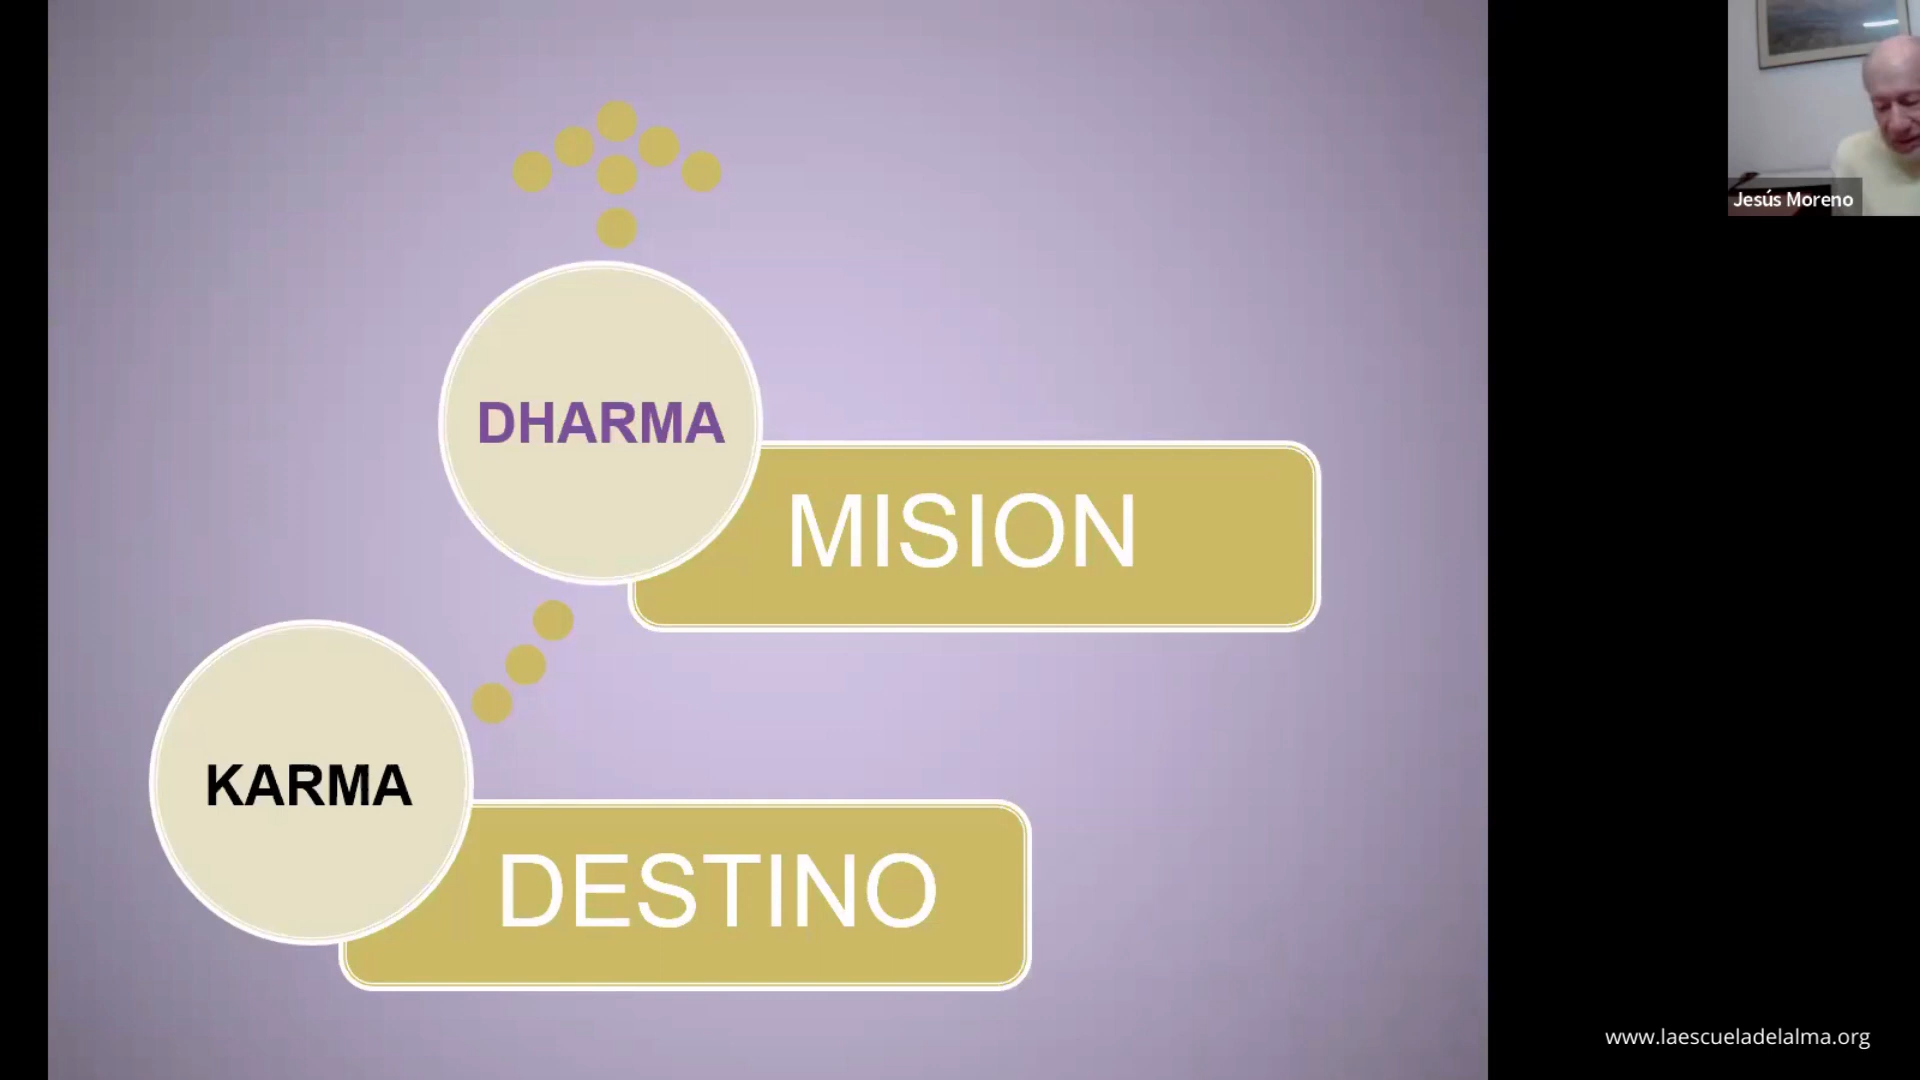 DHARMA
MISION
KARMA
DESTINO
Jesús Moreno
www.laescueladelalma.org